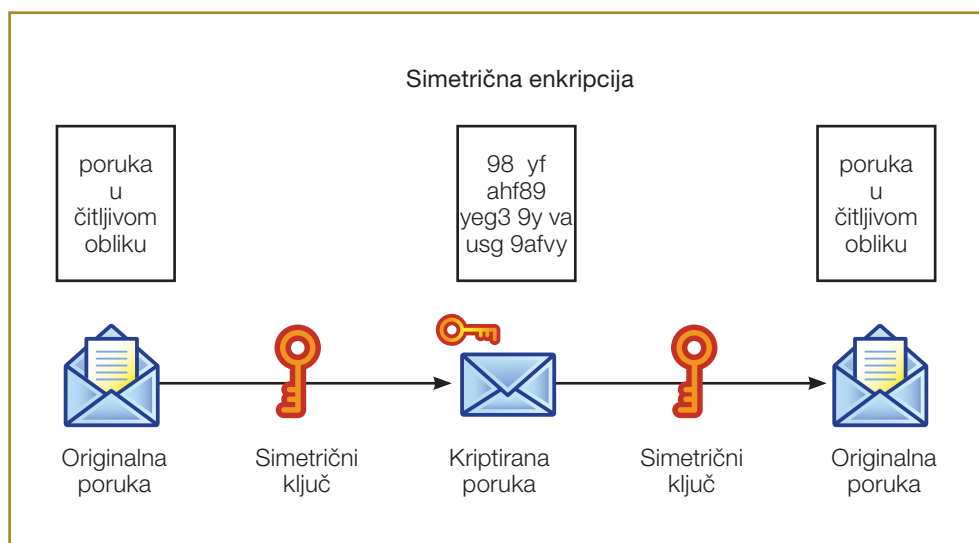 Simetrična enkripcija
poruka
u
čitljivom
obliku
98 yf
ahf89
yeg3 9y va
usg 9afvy
poruka
u
čitljivom
obliku
Originalna
poruka
Simetrični
ključ
Kriptirana
poruka
Simetrični
ključ
Originalna
poruka